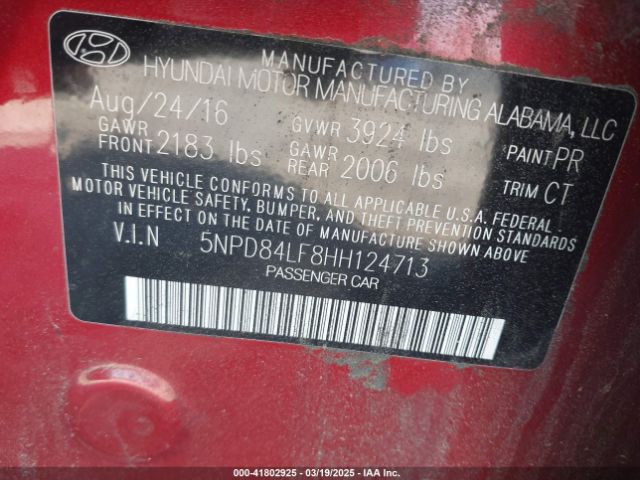 MANUFACTURED BY
HYUNDAI MOTOR MANUFACTURING ALABAMA, LLC
Aug/24/16 GVWR 3924 lbs PAINT PR
GAWR FRONT 2183 lbs GAWR REAR 2006 lbs TRIM CT
THIS VEHICLE CONFORMS TO ALL APPLICABLE U.S.A. FEDERAL
MOTOR VEHICLE SAFETY, BUMPER, AND THEFT PREVENTION STANDARDS
IN EFFECT ON THE DATE OF MANUFACTURE SHOWN ABOVE.
V.I.N 5NPD84LF8HH124713
PASSENGER CAR
000-41802925 - 03/19/2025 - IAA Inc.